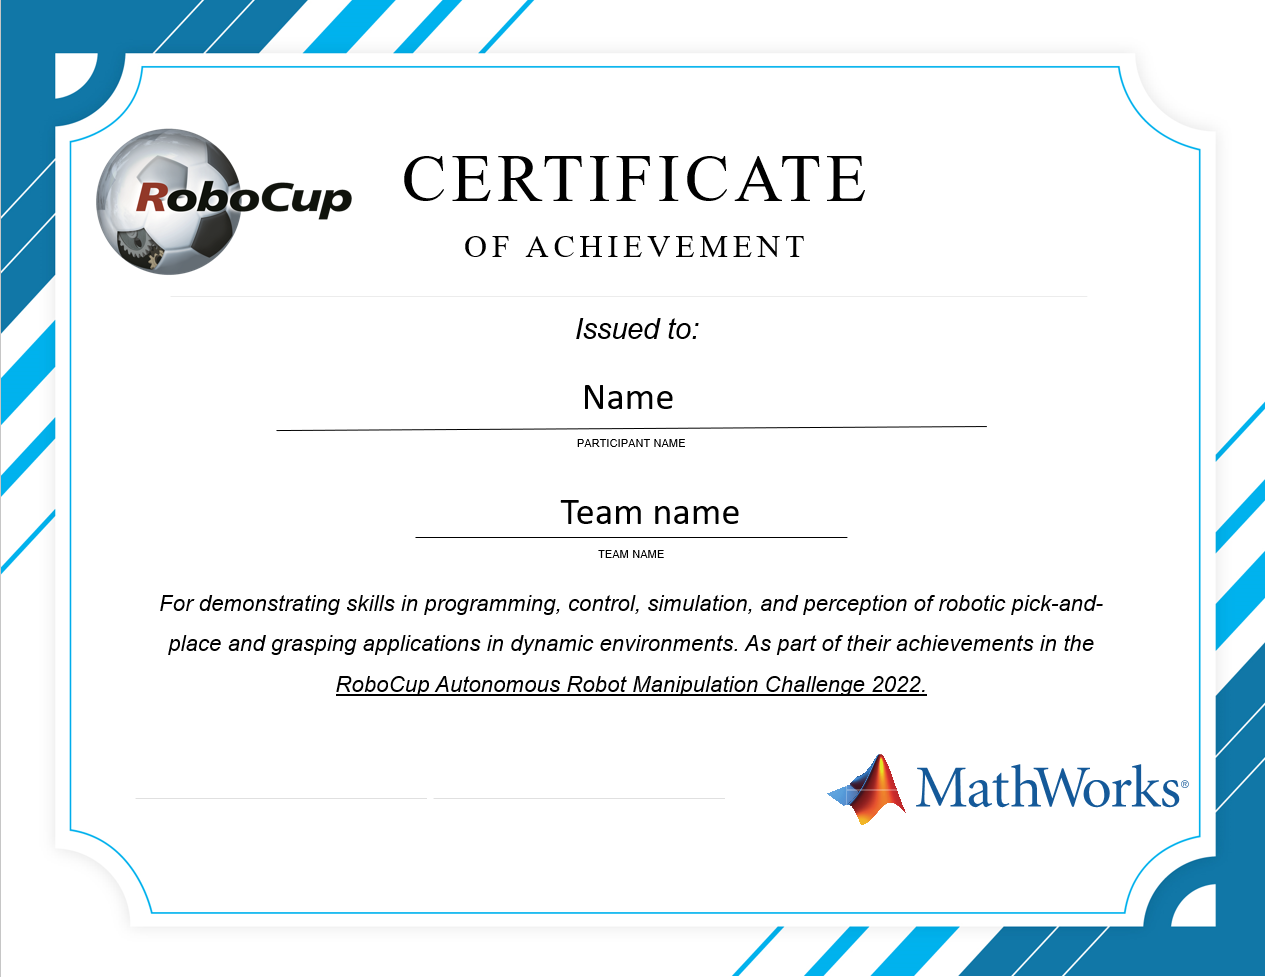 RoboCup
CERTIFICATE
OF ACHIEVEMENT
Issued to:
Name
PARTICIPANT NAME
Team name
TEAM NAME
For demonstrating skills in programming, control, simulation, and perception of robotic pick-and-
place and grasping applications in dynamic environments. As part of their achievements in the
RoboCup Autonomous Robot Manipulation Challenge 2022.
MathWorks®